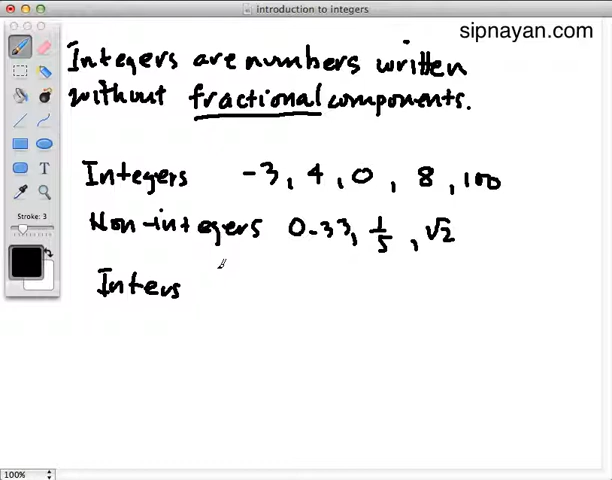 introduction to integers
sipnayan.com
Integers are numbers written
without fractional components.
Integers -3, 4, 0, 8, 100
Non-integers 0.33, 1/5, √2
Inters
Stroke: 3
T
100%